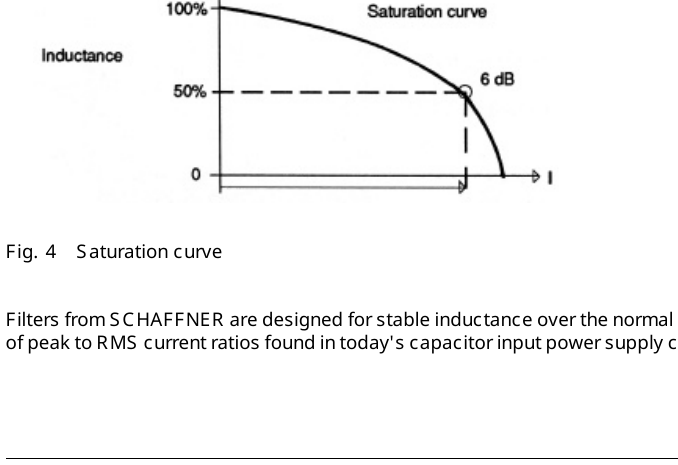 100%
Saturation curve
Inductance
6 dB
50%
0
I
Fig. 4 Saturation curve
Filters from SCHAFFNER are designed for stable inductance over the normal
of peak to RMS current ratios found in today's capacitor input power supply c